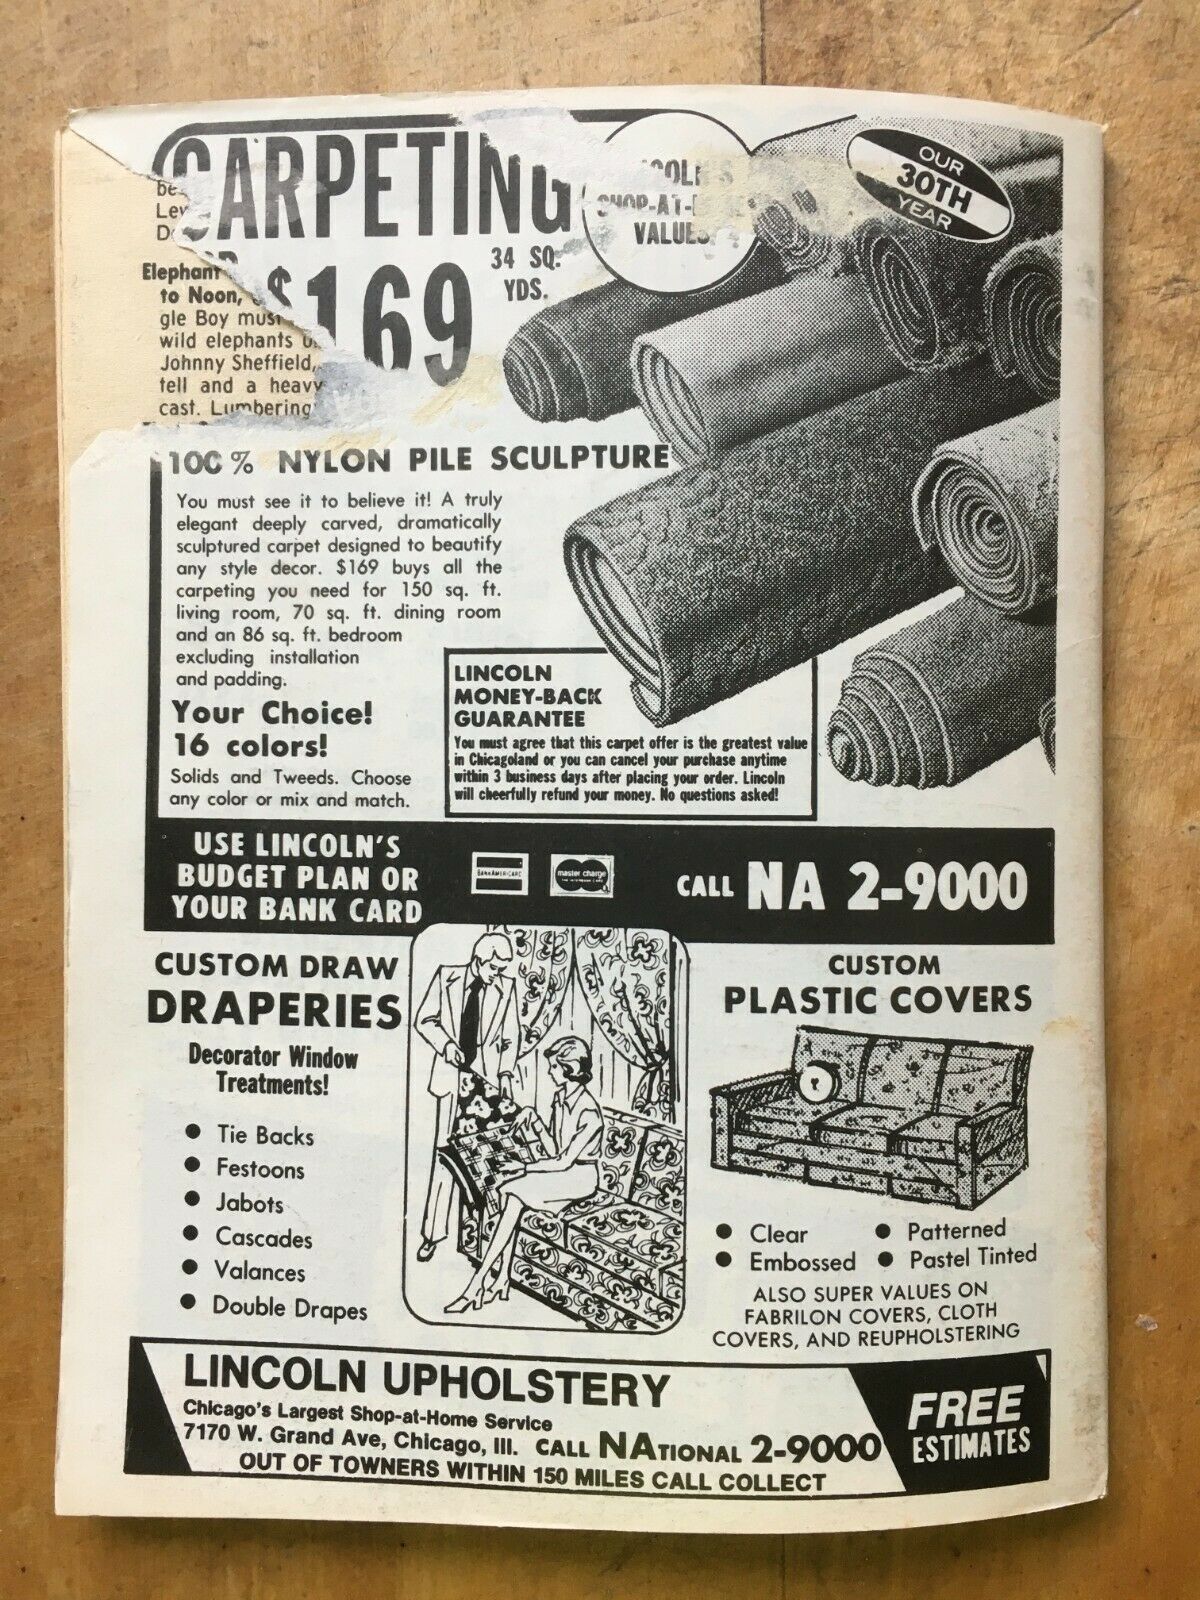 CARPETING
$169
34 SQ.
YDS.
VALUES
OUR
30TH
YEAR
Elephant
to Noon,
gle Boy must
wild elephants
Johnny Sheffield,
tell and a heavy
cast. Lumbering
100% NYLON PILE SCULPTURE
You must see it to believe it! A truly
elegant deeply carved, dramatically
sculptured carpet designed to beautify
any style decor. $169 buys all the
carpeting you need for 150 sq. ft.
living room, 70 sq. ft. dining room
and an 86 sq. ft. bedroom
excluding installation
and padding.
Your Choice!
16 colors!
Solids and Tweeds. Choose
any color or mix and match.
LINCOLN
MONEY-BACK
GUARANTEE
You must agree that this carpet offer is the greatest value
in Chicagoland or you can cancel your purchase anytime
within 3 business days after placing your order. Lincoln
will cheerfully refund your money. No questions asked!
USE LINCOLN'S
BUDGET PLAN OR
YOUR BANK CARD
BANKAMERICARD
master charge
THE INTERBANK CARD
CALL NA 2-9000
CUSTOM DRAW
DRAPERIES
Decorator Window
Treatments!
● Tie Backs
● Festoons
● Jabots
● Cascades
● Valances
● Double Drapes
CUSTOM
PLASTIC COVERS
● Clear ● Patterned
● Embossed ● Pastel Tinted
ALSO SUPER VALUES ON
FABRILON COVERS, CLOTH
COVERS, AND REUPHOLSTERING
LINCOLN UPHOLSTERY
Chicago's Largest Shop-at-Home Service
7170 W. Grand Ave, Chicago, Ill. CALL NATIONAL 2-9000
OUT OF TOWNERS WITHIN 150 MILES CALL COLLECT
FREE
ESTIMATES